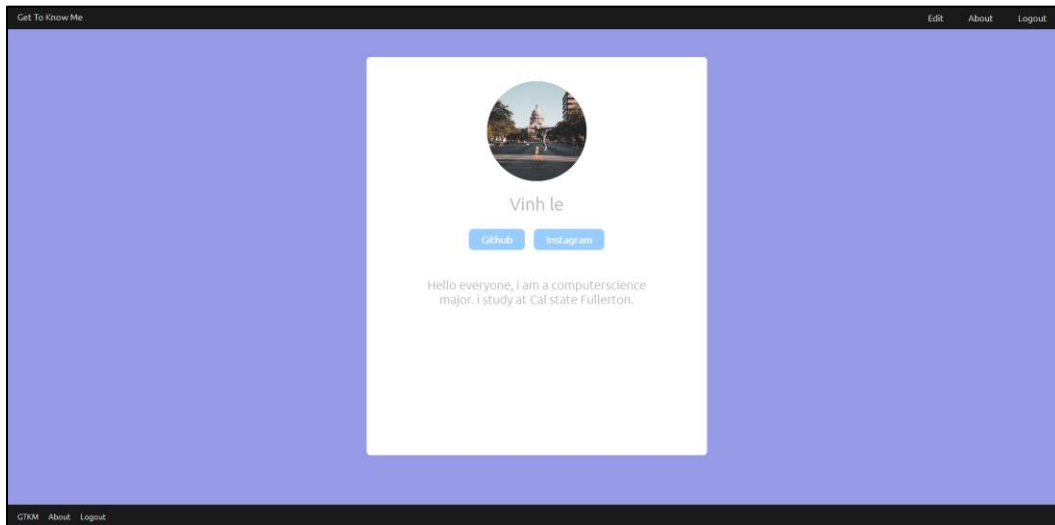 Get To Know Me Edit About Logout
Vinh le
Github Instagram
Hello everyone, i am a computerscience
major. i study at Cal state Fullerton.
GTKM About Logout